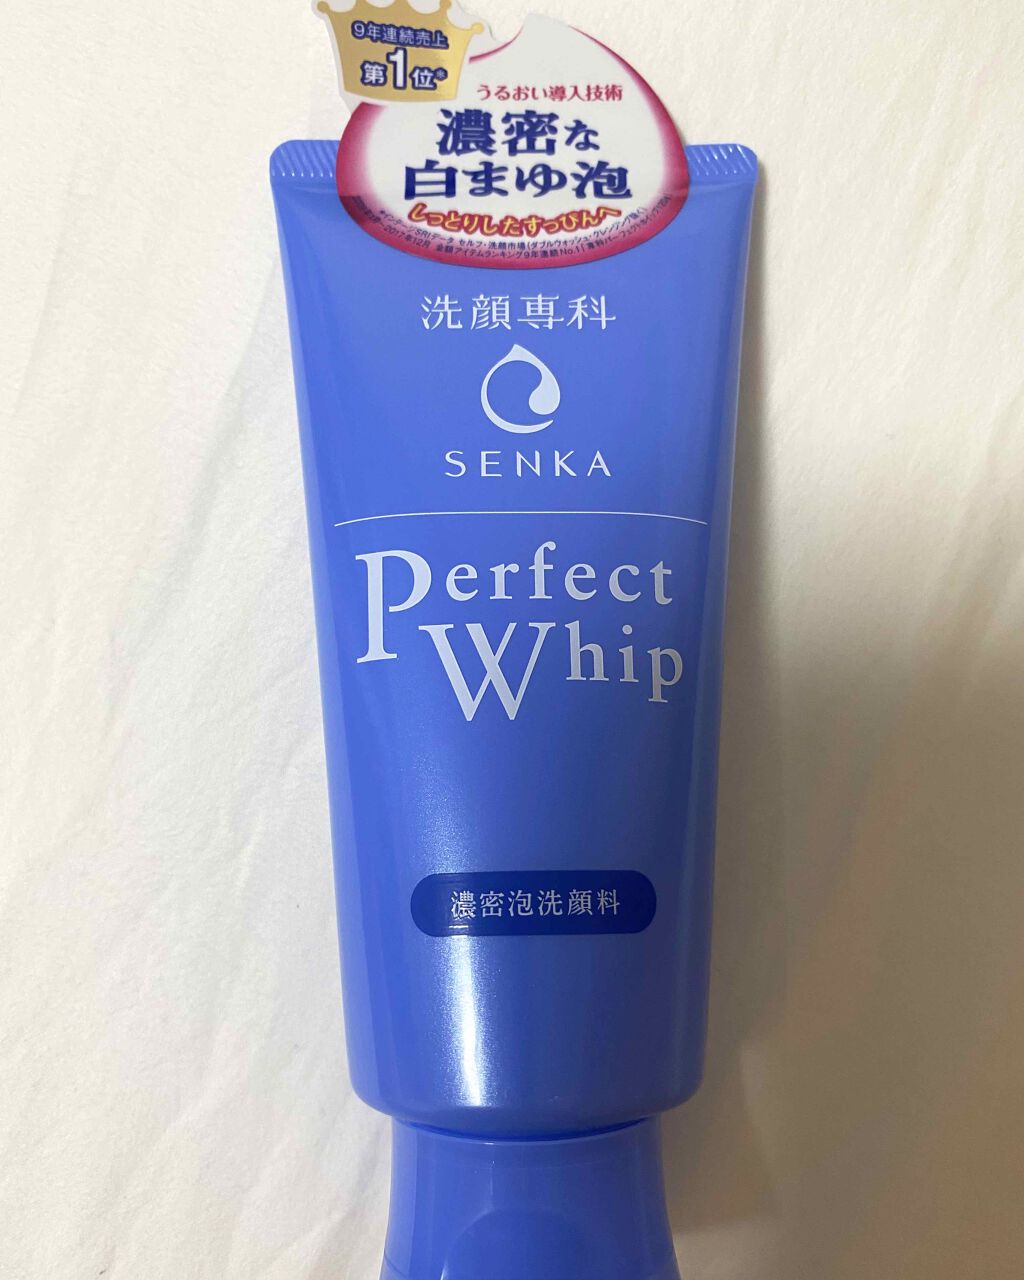 9年連続売上
第1位※
うるおい導入技術
濃密な
白まゆ泡
しっとりしたすっぴんへ
洗顔専科
SENKA
Perfect
Whip
濃密泡洗顔料